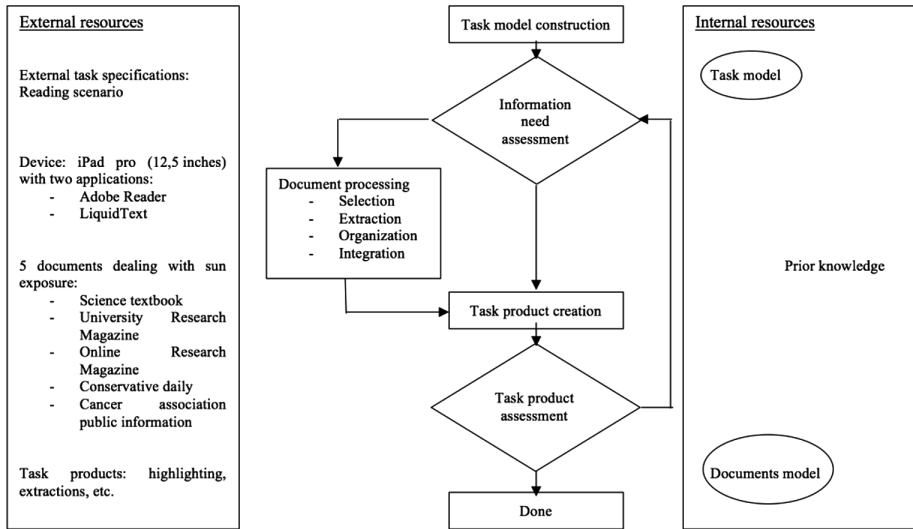 External resources
External task specifications:
Reading scenario
Device: iPad pro (12,5 inches)
with two applications:
- Adobe Reader
- LiquidText
5 documents dealing with sun
exposure:
- Science textbook
- University Research
Magazine
- Online Research
Magazine
- Conservative daily
- Cancer association
public information
Task products: highlighting,
extractions, etc.
Task model construction
Information
need
assessment
Document processing
- Selection
- Extraction
- Organization
- Integration
Task product creation
Task product
assessment
Done
Internal resources
Task model
Prior knowledge
Documents model